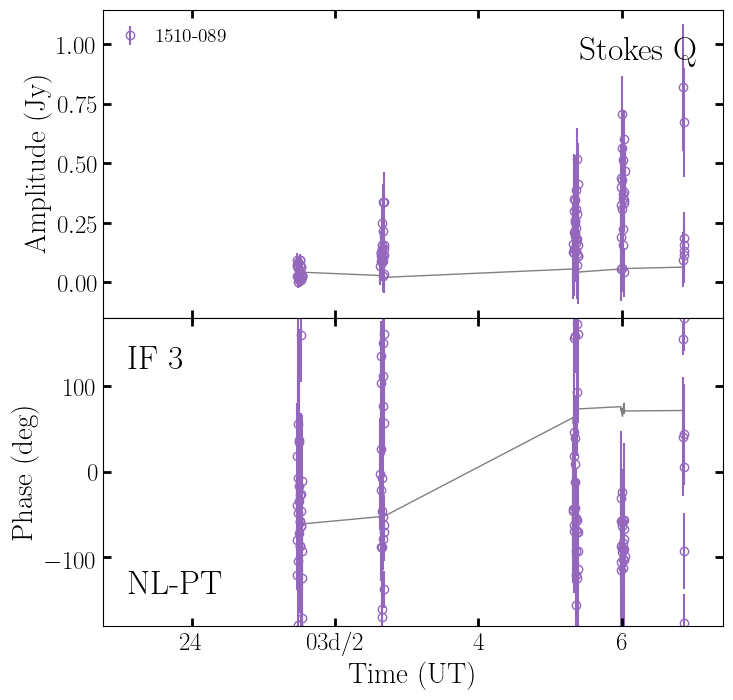 1510-089
Stokes Q
1.00
0.75
0.50
0.25
0.00
Amplitude (Jy)
IF 3
100
0
−100
Phase (deg)
NL-PT
24
03d/2
4
6
Time (UT)